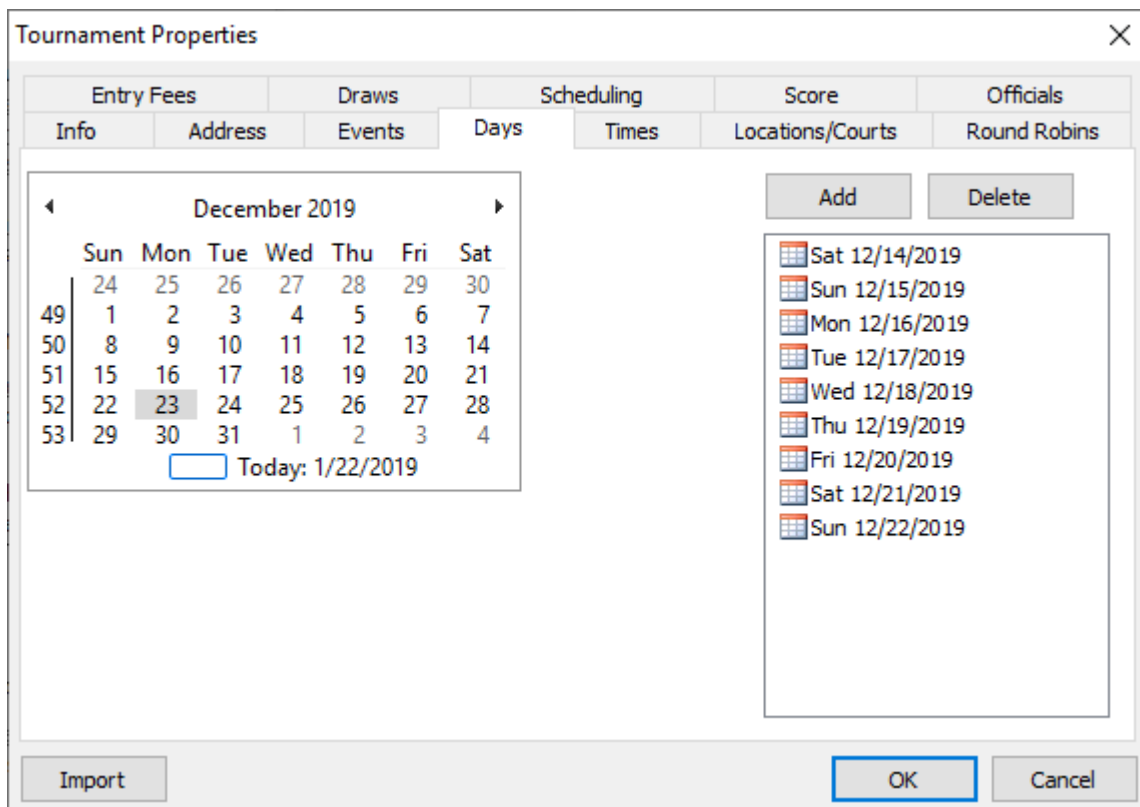 Tournament Properties
Entry Fees Draws Scheduling Score Officials
Info Address Events Days Times Locations/Courts Round Robins
December 2019
Sun Mon Tue Wed Thu Fri Sat
24 25 26 27 28 29 30
49 1 2 3 4 5 6 7
50 8 9 10 11 12 13 14
51 15 16 17 18 19 20 21
52 22 23 24 25 26 27 28
53 29 30 31 1 2 3 4
Today: 1/22/2019
Add Delete
Sat 12/14/2019
Sun 12/15/2019
Mon 12/16/2019
Tue 12/17/2019
Wed 12/18/2019
Thu 12/19/2019
Fri 12/20/2019
Sat 12/21/2019
Sun 12/22/2019
Import OK Cancel